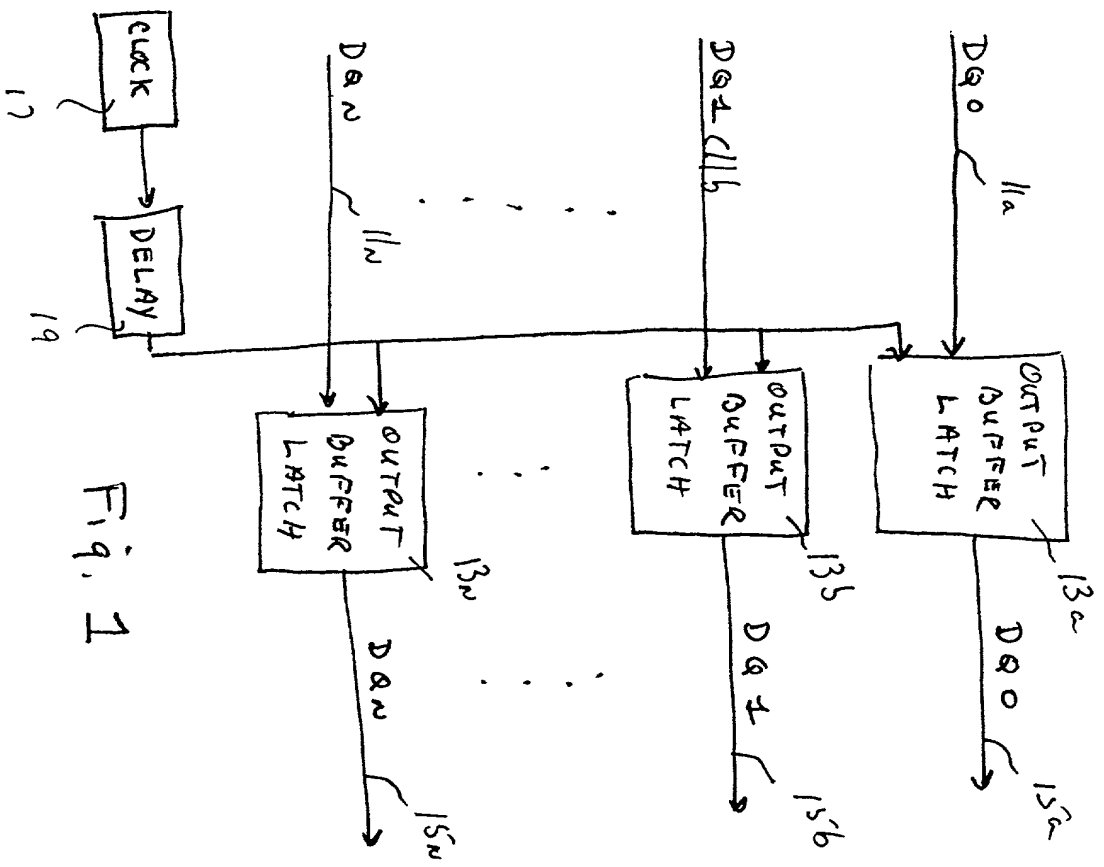 DQ0
11a
OUTPUT
BUFFER
LATCH
13a
DQ0
15a
DQ1
11b
OUTPUT
BUFFER
LATCH
13b
DQ1
15b
DQN
11N
OUTPUT
BUFFER
LATCH
13N
DQN
15N
CLOCK
17
DELAY
19
Fig. 1